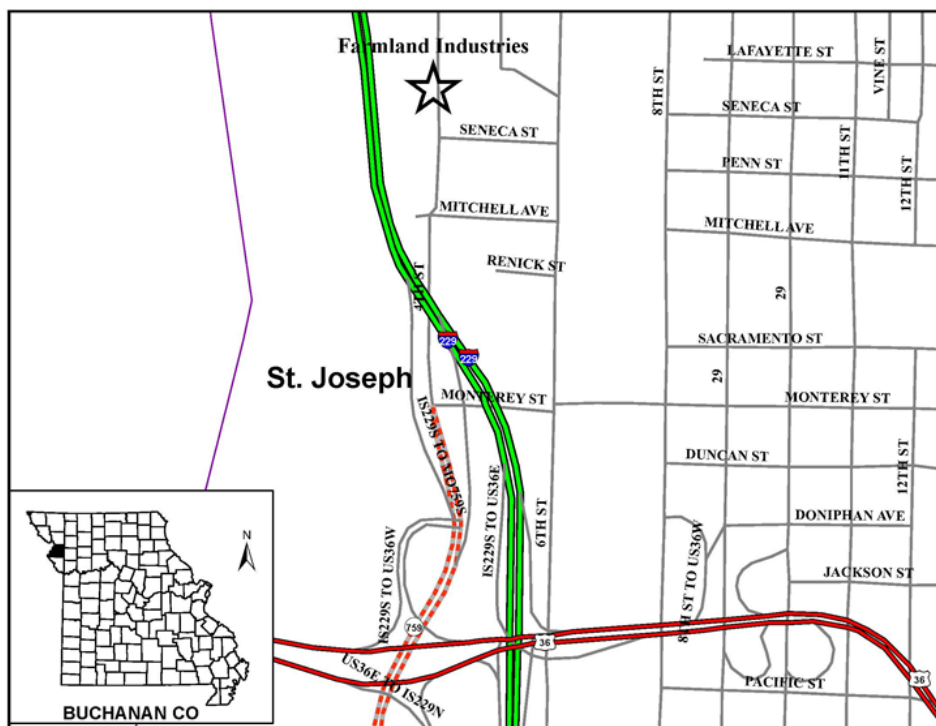 Farmland Industries
LAFAYETTE ST
VINE ST
8TH ST
SENECA ST
SENECA ST
11TH ST
PENN ST
12TH ST
MITCHELL AVE
MITCHELL AVE
RENICK ST
4TH ST
29
229
229
SACRAMENTO ST
St. Joseph
29
MONTEREY ST
MONTEREY ST
IS229S TO MO759S
DUNCAN ST
12TH ST
IS229S TO US36E
6TH ST
DONIPHAN AVE
IS229S TO US36W
8TH ST TO US36W
JACKSON ST
759
36
36
US36E TO IS229N
PACIFIC ST
N
BUCHANAN CO